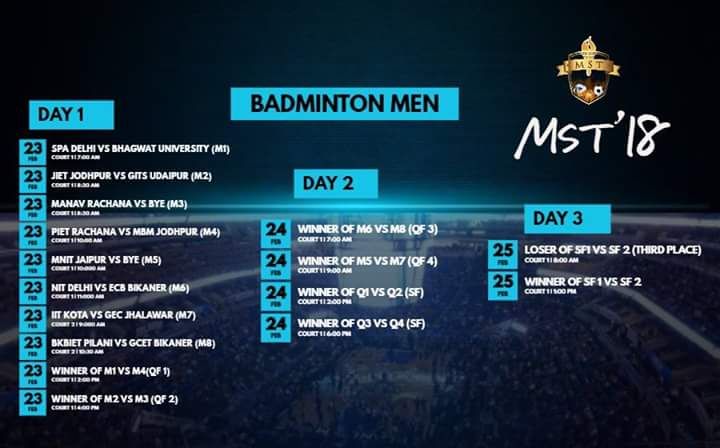 MST
MST'18
BADMINTON MEN
DAY 1
23 FEB
SPA DELHI VS BHAGWAT UNIVERSITY (M1)
COURT 1 | 7:00 AM
23 FEB
JIET JODHPUR VS GITS UDAIPUR (M2)
COURT 1 | 8:30 AM
23 FEB
MANAV RACHANA VS BYE (M3)
COURT 1 | 8:30 AM
23 FEB
PIET RACHANA VS MBM JODHPUR (M4)
COURT 1 | 10:00 AM
23 FEB
MNIT JAIPUR VS BYE (M5)
COURT 1 | 10:000 AM
23 FEB
NIT DELHI VS ECB BIKANER (M6)
COURT 1 | 11:000 AM
23 FEB
IIT KOTA VS GEC JHALAWAR (M7)
COURT 2 | 9:000 AM
23 FEB
BKBIET PILANI VS GCET BIKANER (M8)
COURT 2 | 10:30 AM
23 FEB
WINNER OF M1 VS M4(QF 1)
COURT 1 | 2:00 PM
23 FEB
WINNER OF M2 VS M3 (QF 2)
COURT 1 | 4:00 PM
DAY 2
24 FEB
WINNER OF M6 VS M8 (QF 3)
COURT 1 | 7:00 AM
24 FEB
WINNER OF M5 VS M7 (QF 4)
COURT 1 | 9:00 AM
24 FEB
WINNER OF Q1 VS Q2 (SF)
COURT 1 | 2:00 PM
24 FEB
WINNER OF Q3 VS Q4 (SF)
COURT 1 | 6:00 PM
DAY 3
25 FEB
LOSER OF SF1 VS SF 2 (THIRD PLACE)
COURT 1 | 8:00 AM
25 FEB
WINNER OF SF 1 VS SF 2
COURT 1 | 1:00 PM